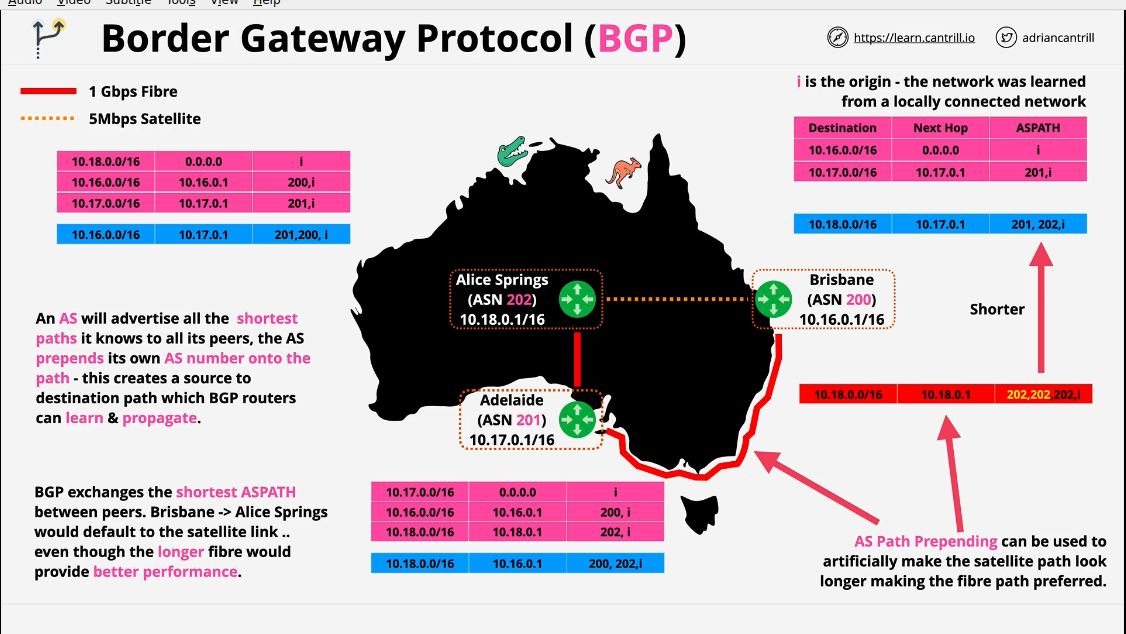 Audio Video Subtitle Tools View Help
Border Gateway Protocol (BGP)
https://learn.cantrill.io
adriancantrill
1 Gbps Fibre
5Mbps Satellite
10.18.0.0/16 0.0.0.0 i
10.16.0.0/16 10.16.0.1 200,i
10.17.0.0/16 10.17.0.1 201,i
10.16.0.0/16 10.17.0.1 201,200, i
i is the origin - the network was learned
from a locally connected network
Destination Next Hop ASPATH
10.16.0.0/16 0.0.0.0 i
10.17.0.0/16 10.17.0.1 201,i
10.18.0.0/16 10.17.0.1 201, 202,i
Alice Springs
(ASN 202)
10.18.0.1/16
Brisbane
(ASN 200)
10.16.0.1/16
Shorter
An AS will advertise all the shortest
paths it knows to all its peers, the AS
prepends its own AS number onto the
path - this creates a source to
destination path which BGP routers
can learn & propagate.
Adelaide
(ASN 201)
10.17.0.1/16
10.18.0.0/16 10.18.0.1 202,202,202,i
BGP exchanges the shortest ASPATH
between peers. Brisbane -> Alice Springs
would default to the satellite link ..
even though the longer fibre would
provide better performance.
10.17.0.0/16 0.0.0.0 i
10.16.0.0/16 10.16.0.1 200, i
10.18.0.0/16 10.18.0.1 202, i
10.18.0.0/16 10.16.0.1 200, 202,i
AS Path Prepending can be used to
artificially make the satellite path look
longer making the fibre path preferred.